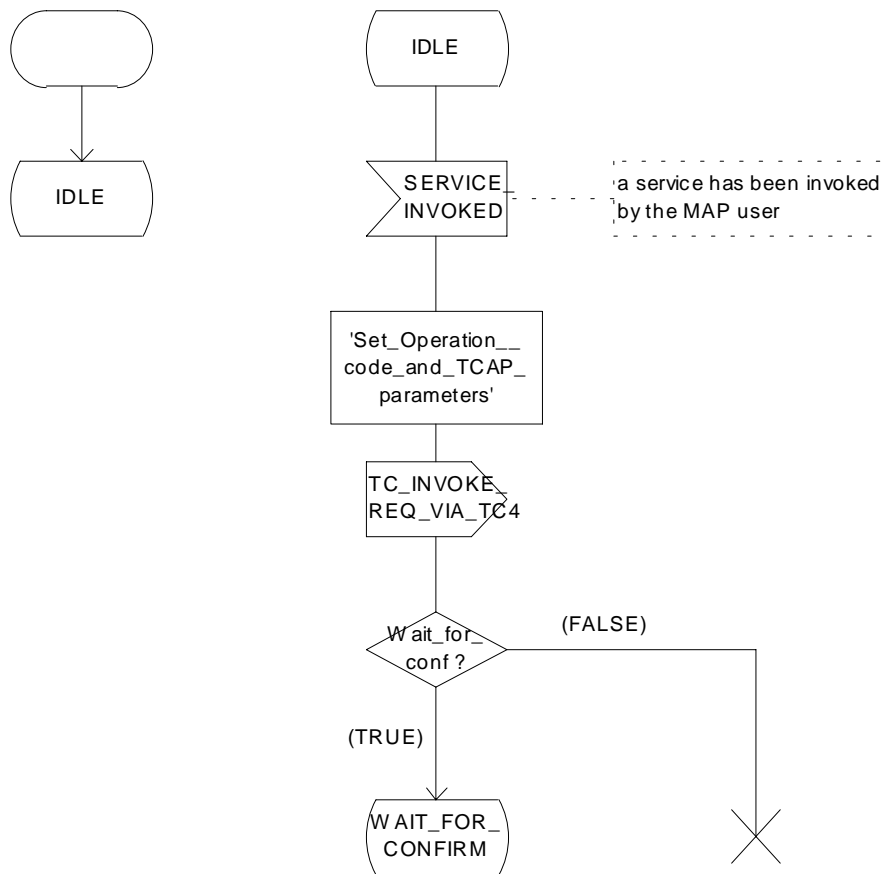 IDLE
IDLE
SERVICE_
INVOKED
a service has been invoked
by the MAP user
'Set_Operation__
code_and_TCAP_
parameters'
TC_INVOKE_
REQ_VIA_TC4
Wait_for_
conf ?
(FALSE)
(TRUE)
WAIT_FOR_
CONFIRM